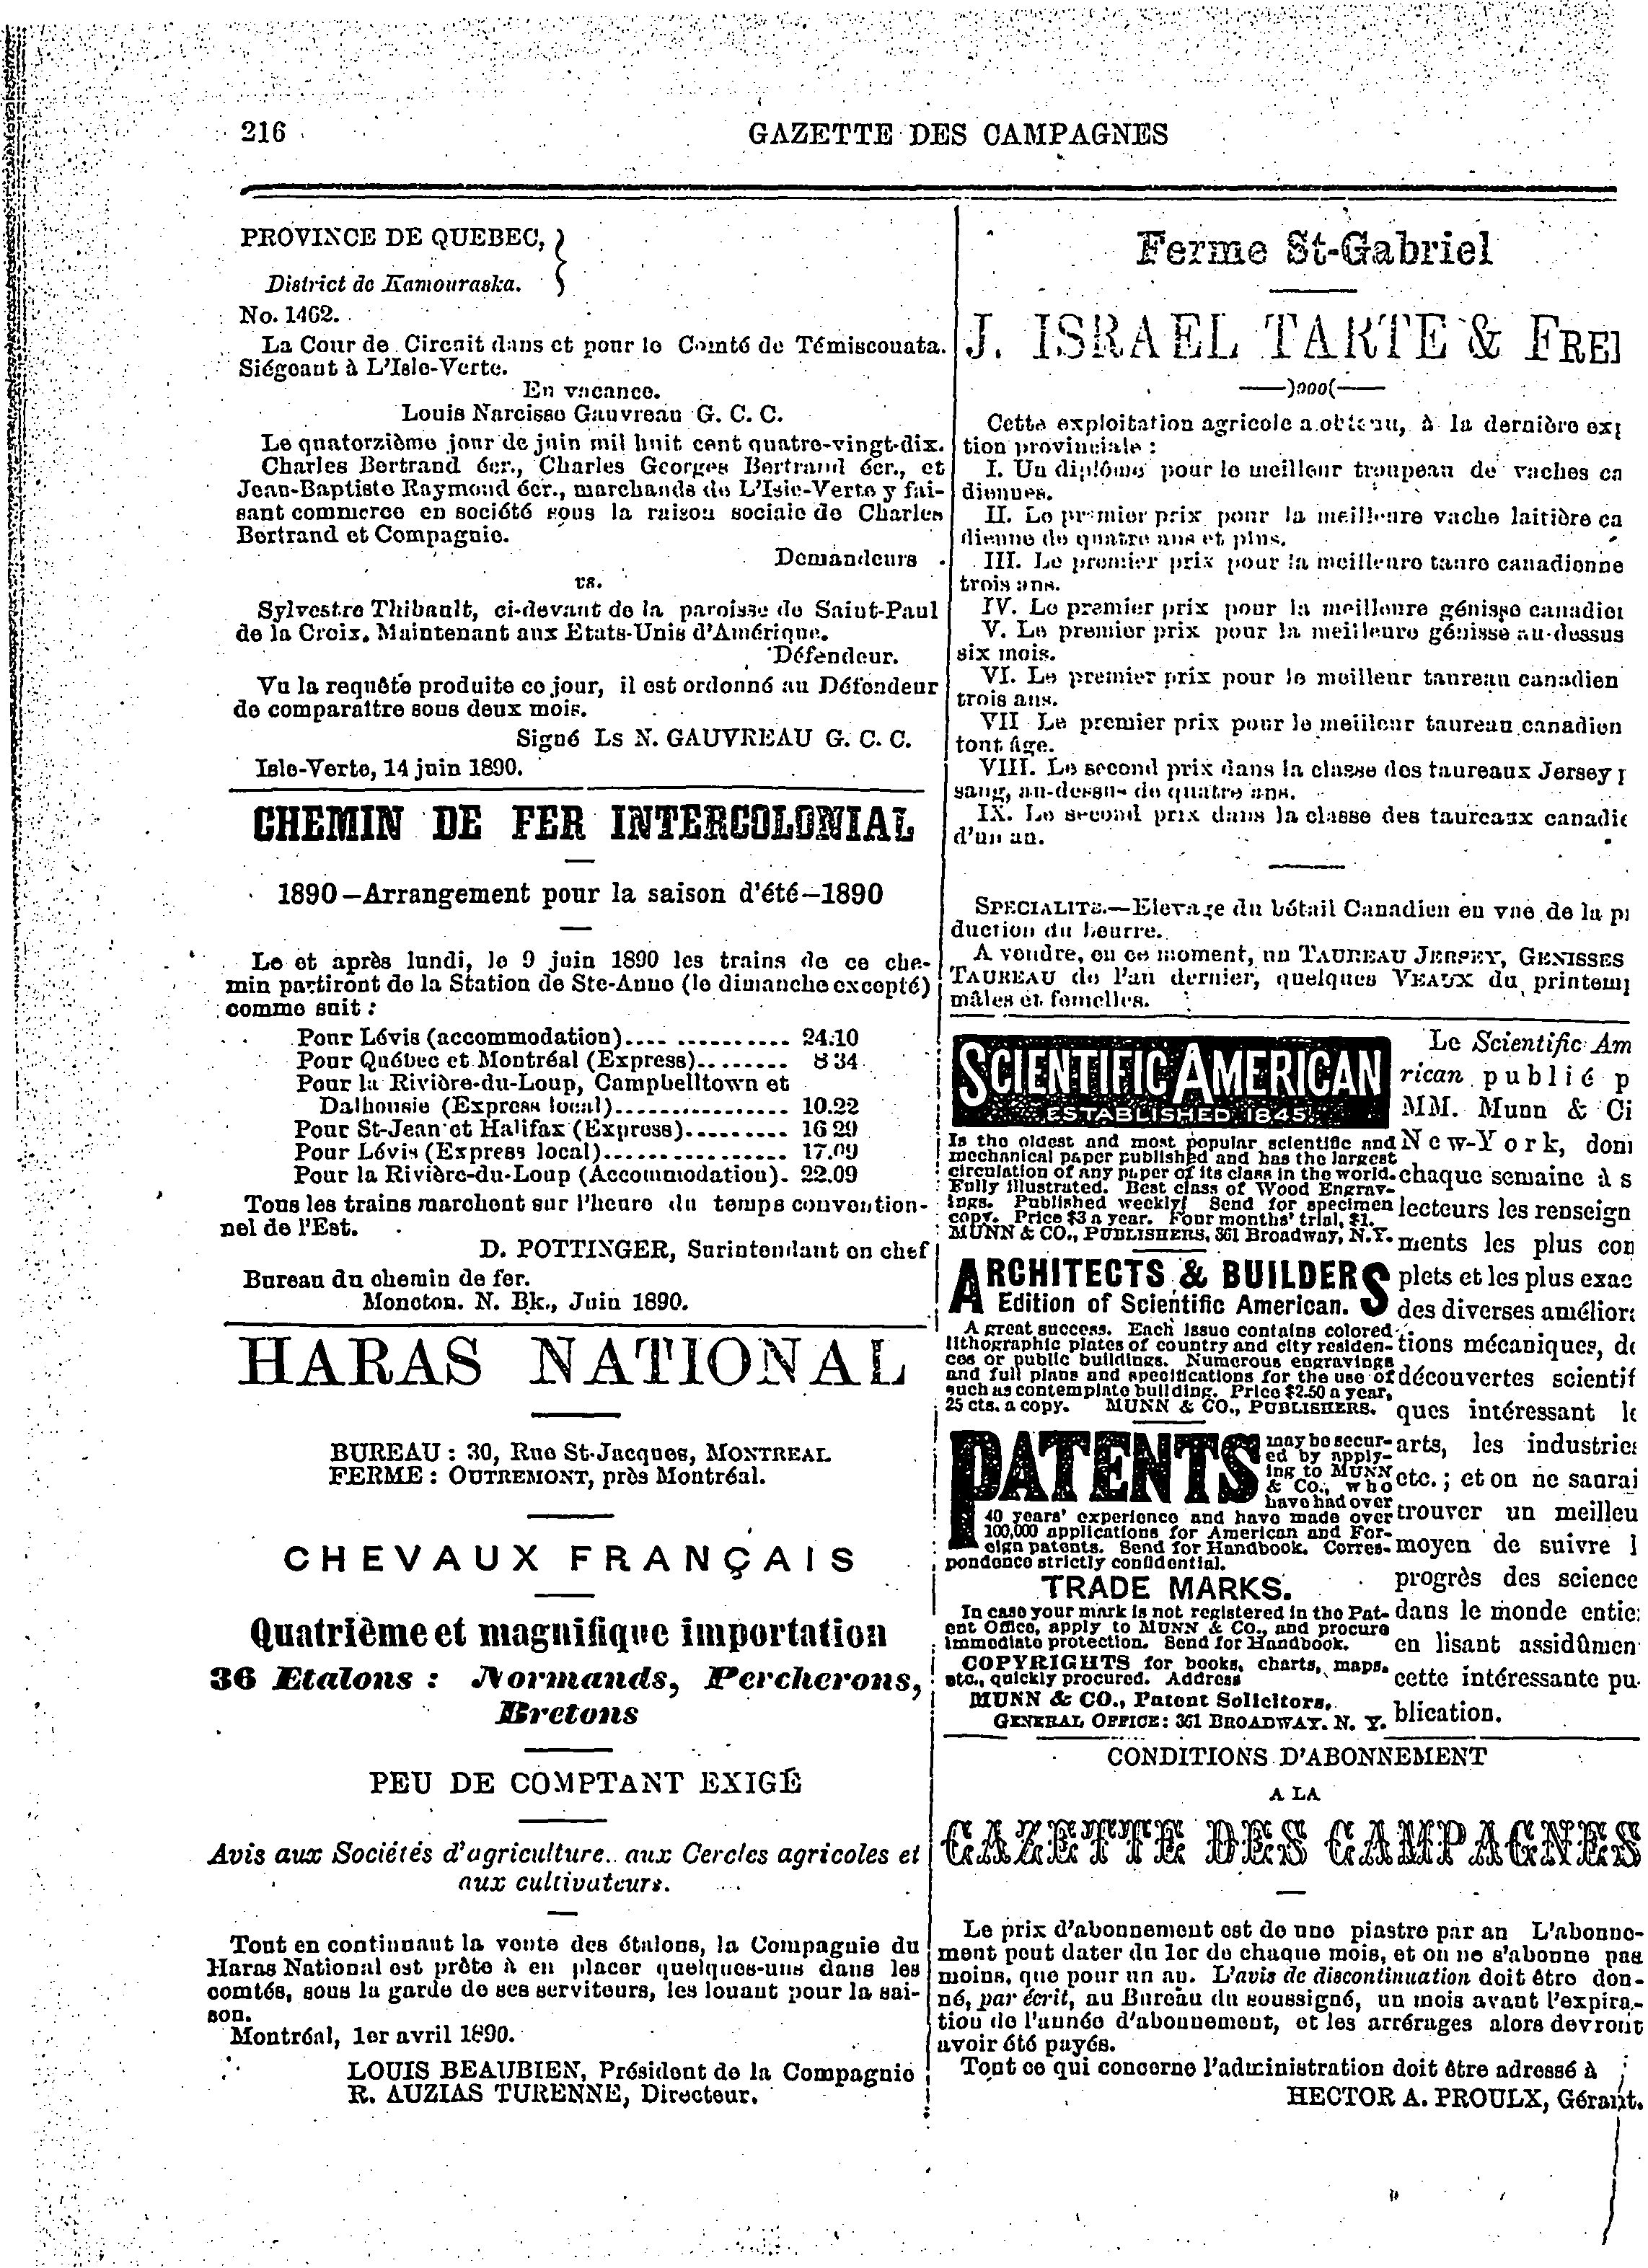 216
GAZETTE DES CAMPAGNES
PROVINCE DE QUEBEC,
District de Kamouraska.
No. 1462.
La Cour de Circuit dans et pour le Comté de Témiscouata.
Siégeant à L'Isle-Verte.
En vacance.
Louis Narcisse Gauvreau G. C. C.
Le quatorzième jour de juin mil huit cent quatre-vingt-dix.
Charles Bertrand écr., Charles Georges Bertrand écr., et
Jean-Baptiste Raymond écr., marchands de L'Isle-Verte y fai-
sant commerce en société sous la raison sociale de Charles
Bertrand et Compagnie.
Demandeurs
vs.
Sylvestre Thibault, ci-devant de la paroisse de Saint-Paul
de la Croix. Maintenant aux Etats-Unis d'Amérique.
Défendeur.
Vu la requête produite ce jour, il est ordonné au Défendeur
de comparaître sous deux mois.
Signé Ls N. GAUVREAU G. C. C.
Isle-Verte, 14 juin 1890.
CHEMIN DE FER INTERCOLONIAL
1890—Arrangement pour la saison d'été—1890
Le et après lundi, le 9 juin 1890 les trains de ce che-
min partiront de la Station de Ste-Anne (le dimanche excepté)
comme suit :
Pour Lévis (accommodation).... .......... 24.10
Pour Québec et Montréal (Express)......... 8 34
Pour la Rivière-du-Loup, Campbelltown et
Dalhousie (Express local)................ 10.22
Pour St-Jean et Halifax (Express).......... 16 29
Pour Lévis (Express local)................. 17.09
Pour la Rivière-du-Loup (Accommodation). 22.09
Tous les trains marchent sur l'heure du temps convention-
nel de l'Est.
D. POTTINGER, Surintendant en chef
Bureau du chemin de fer.
Moncton. N. Bk., Juin 1890.
HARAS NATIONAL
BUREAU : 30, Rue St-Jacques, MONTREAL
FERME : OUTREMONT, près Montréal.
CHEVAUX FRANÇAIS
Quatrième et magnifique importation
36 Etalons : Normands, Percherons,
Bretons
PEU DE COMPTANT EXIGÉ
Avis aux Sociétés d'agriculture.. aux Cercles agricoles et
aux cultivateurs.
Tout en continuant la vente des étalons, la Compagnie du
Haras National est prête à en placer quelques-uns dans les
comtés, sous la garde de ses serviteurs, les louant pour la sai-
son.
Montréal, 1er avril 1890.
LOUIS BEAUBIEN, Président de la Compagnie
R. AUZIAS TURENNE, Directeur.
Ferme St-Gabriel
J. ISRAEL TARTE & FRE
)ooo(
Cette exploitation agricole a obtenu, à la dernière exp
tion provinciale :
I. Un diplôme pour le meilleur troupeau de vaches ca
diennes.
II. Le premier prix pour la meilleure vache laitière ca
dienne de quatre ans et plus.
III. Le premier prix pour la meilleure taure canadienne
trois ans.
IV. Le premier prix pour la meilleure génisse canadien
V. Le premier prix pour la meilleure génisse au-dessus
six mois.
VI. Le premier prix pour le meilleur taureau canadien
trois ans.
VII Le premier prix pour le meilleur taureau canadien
tout âge.
VIII. Le second prix dans la classe des taureaux Jersey p
sang, au-dessus de quatre ans.
IX. Le second prix dans la classe des taureaux canadie
d'un an.
SPECIALITE.—Elevage du bétail Canadien en vue de la p
duction du beurre.
A vendre, en ce moment, un TAUREAU JERSEY, GENISSES
TAUREAU de l'an dernier, quelques VEAUX du printemp
mâles et femelles.
SCIENTIFIC AMERICAN
ESTABLISHED 1845
Is the oldest and most popular scientific and
mechanical paper published and has the largest
circulation of any paper of its class in the world.
Fully illustrated. Best class of Wood Engrav-
ings. Published weekly. Send for specimen
copy. Price $3 a year. Four months' trial, $1.
MUNN & CO., PUBLISHERS, 361 Broadway, N.Y.
ARCHITECTS & BUILDERS
Edition of Scientific American.
A great success. Each issue contains colored
lithographic plates of country and city residen-
ces or public buildings. Numerous engravings
and full plans and specifications for the use of
such as contemplate building. Price $2.50 a year,
25 cts. a copy. MUNN & CO., PUBLISHERS.
PATENTS
may be secur-
ed by apply-
ing to MUNN
& CO., who
have had over
40 years' experience and have made over
100,000 applications for American and For-
eign patents. Send for Handbook. Corres-
pondence strictly confidential.
TRADE MARKS.
In case your mark is not registered in the Pat-
ent Office, apply to MUNN & CO., and procure
immediate protection. Send for Handbook.
COPYRIGHTS for books, charts, maps,
etc., quickly procured. Address
MUNN & CO., Patent Solicitors.
GENERAL OFFICE: 361 BROADWAY. N. Y.
Le Scientific Am
rican publié p
MM. Munn & Ci
New-York, donn
chaque semaine à s
lecteurs les renseign
ments les plus com
plets et les plus exac
des diverses améliora
tions mécaniques, de
découvertes scientif
ques intéressant le
arts, les industries
etc. ; et on ne saurai
trouver un meilleu
moyen de suivre l
progrès des science
dans le monde entie
en lisant assidûmen
cette intéressante pu-
blication.
CONDITIONS D'ABONNEMENT
A LA
GAZETTE DES CAMPAGNES
Le prix d'abonnement est de une piastre par an L'abonne-
ment peut dater du 1er de chaque mois, et on ne s'abonne pas
moins, que pour un an. L'avis de discontinuation doit être don-
né, par écrit, au Bureau du soussigné, un mois avant l'expira-
tion de l'année d'abonnement, et les arrérages alors devront
avoir été payés.
Tout ce qui concerne l'administration doit être adressé à
HECTOR A. PROULX, Gérant.